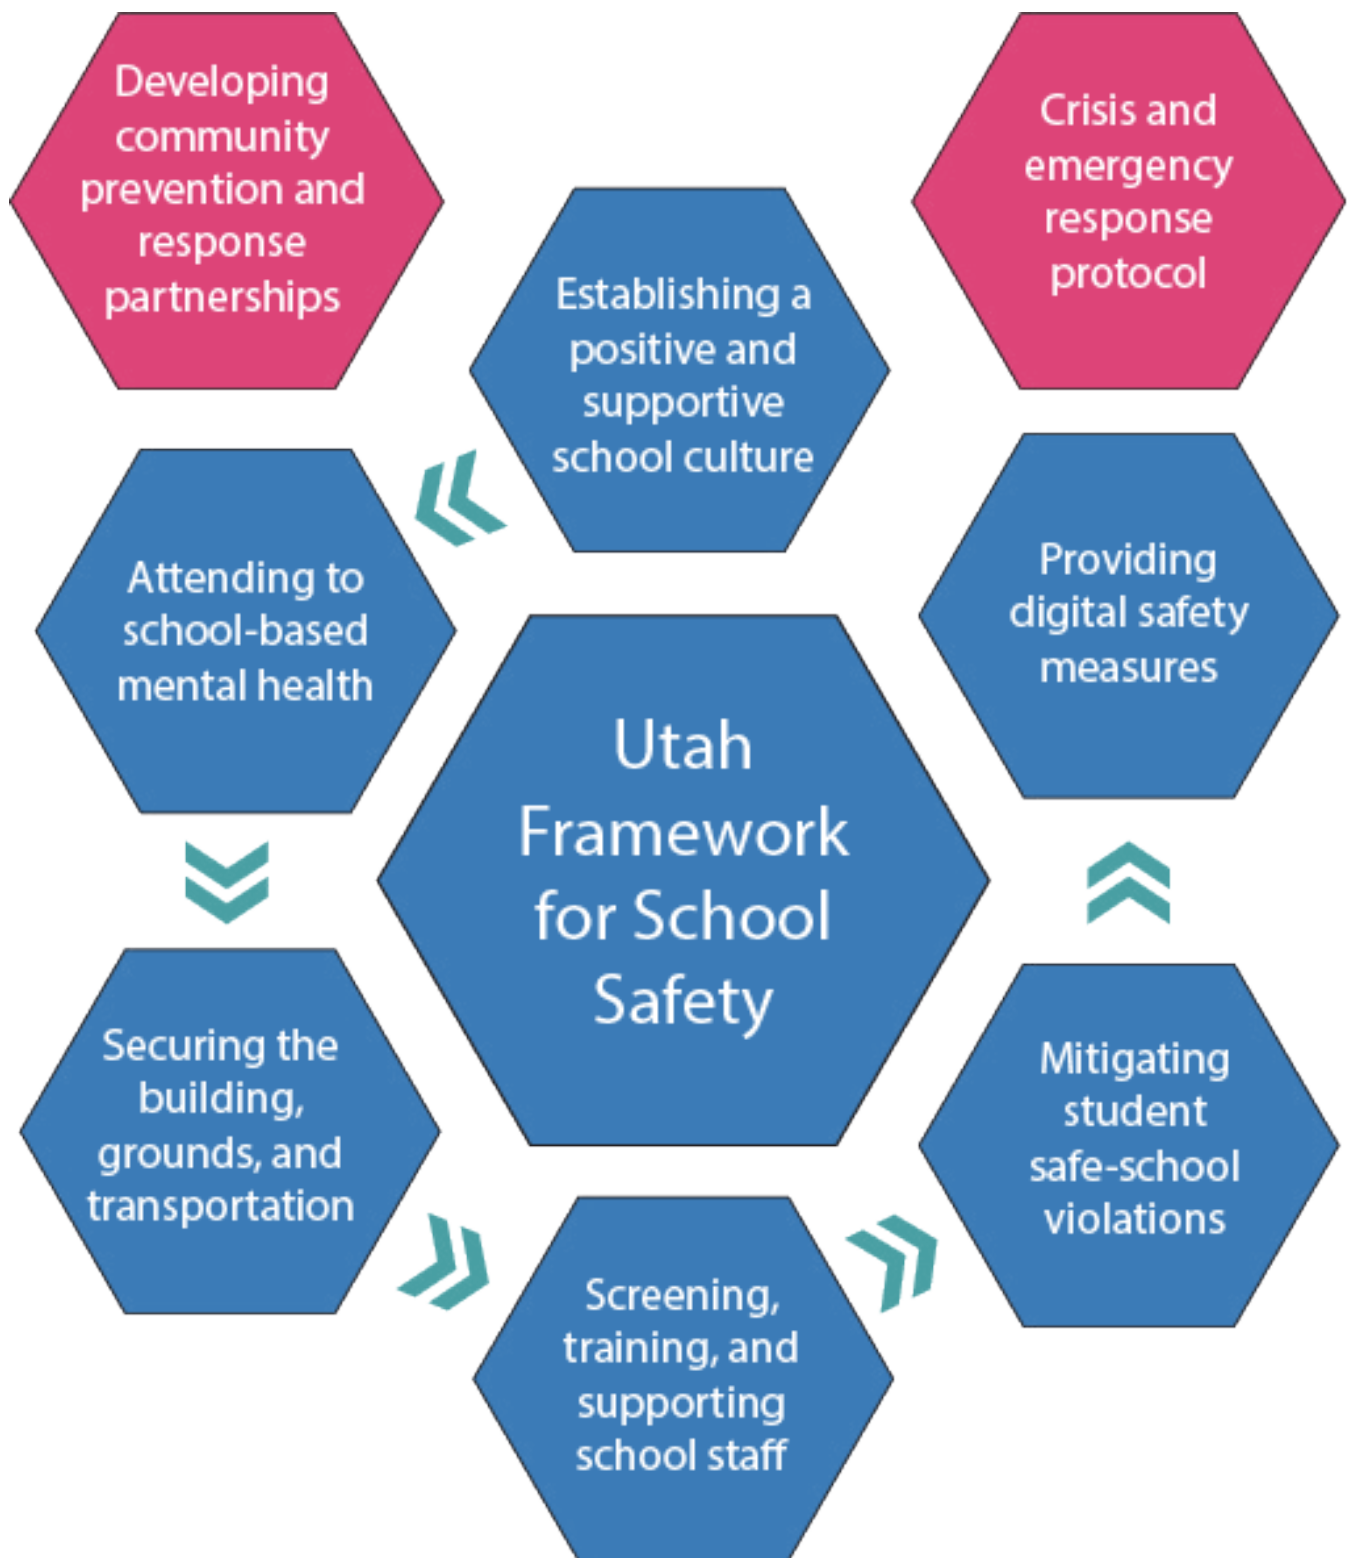 Developing
community
prevention and
response
partnerships
Crisis and
emergency
response
protocol
Establishing a
positive and
supportive
school culture
Attending to
school-based
mental health
Providing
digital safety
measures
Utah
Framework
for School
Safety
Securing the
building,
grounds, and
transportation
Mitigating
student
safe-school
violations
Screening,
training, and
supporting
school staff